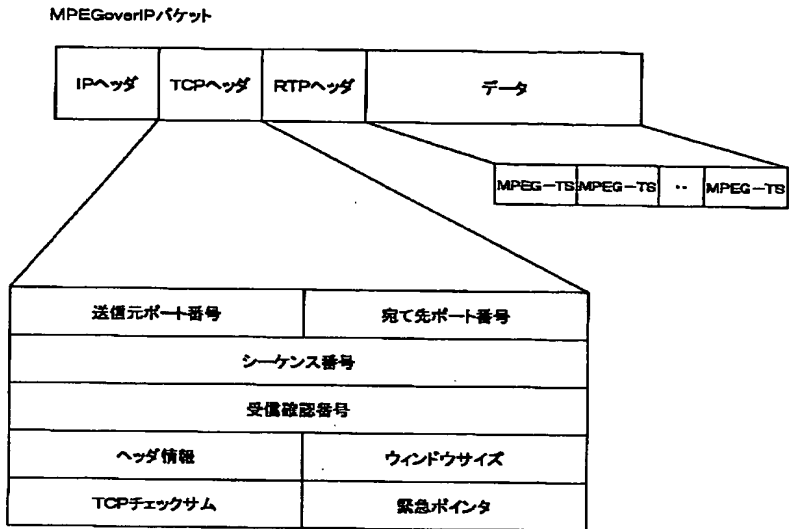 MPEGoverIPパケット
IPヘッダ TCPヘッダ RTPヘッダ データ
MPEG-TS MPEG-TS ‥ MPEG-TS
送信元ポート番号 宛て先ポート番号
シーケンス番号
受信確認番号
ヘッダ情報 ウィンドウサイズ
TCPチェックサム 緊急ポインタ